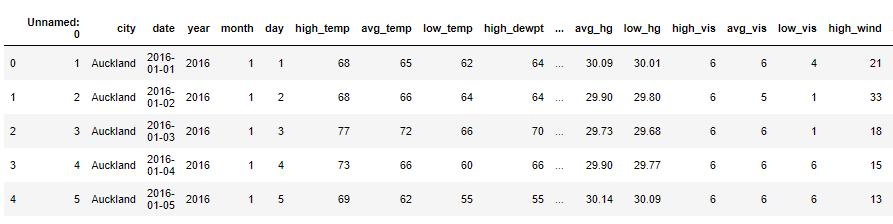 Unnamed: 0 city date year month day high_temp avg_temp low_temp high_dewpt ... avg_hg low_hg high_vis avg_vis low_vis high_wind
0 1 Auckland 2016-01-01 2016 1 1 68 65 62 64 ... 30.09 30.01 6 6 4 21
1 2 Auckland 2016-01-02 2016 1 2 68 66 64 64 ... 29.90 29.80 6 5 1 33
2 3 Auckland 2016-01-03 2016 1 3 77 72 66 70 ... 29.73 29.68 6 6 1 18
3 4 Auckland 2016-01-04 2016 1 4 73 66 60 66 ... 29.90 29.77 6 6 6 15
4 5 Auckland 2016-01-05 2016 1 5 69 62 55 55 ... 30.14 30.09 6 6 6 13